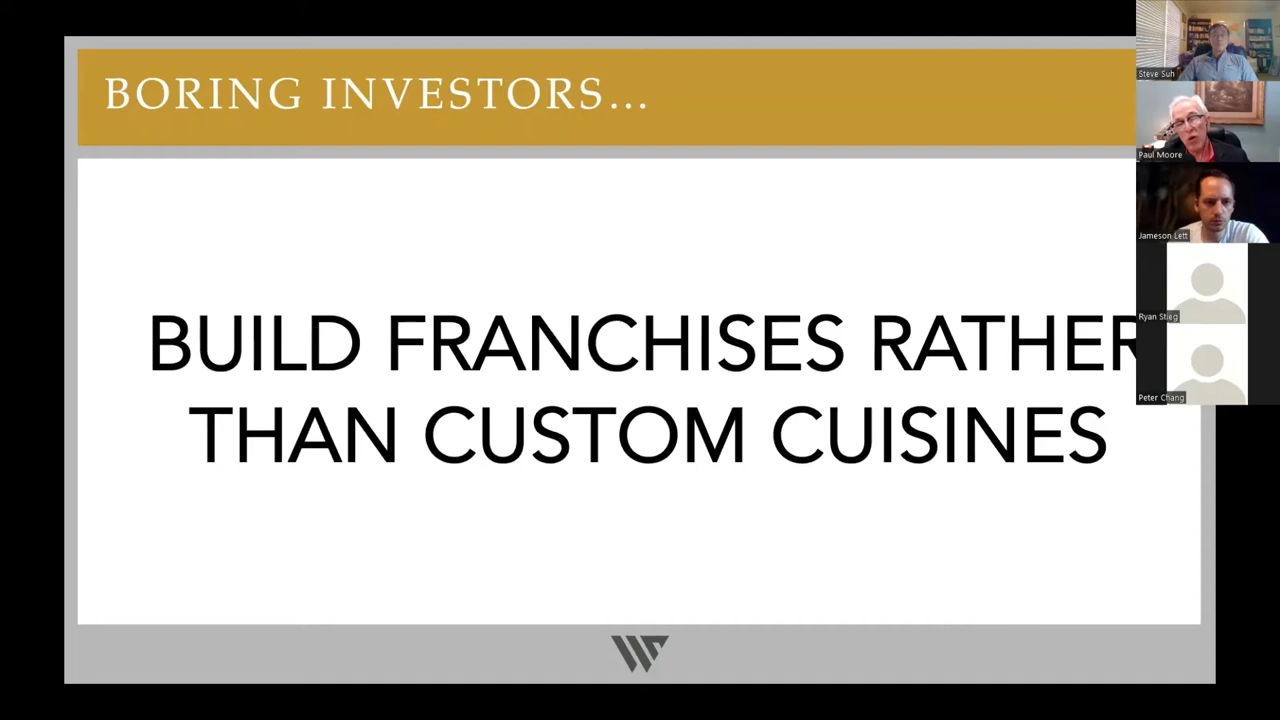 BORING INVESTORS...
BUILD FRANCHISES RATHER
THAN CUSTOM CUISINES
Steve Suh
Paul Moore
Jameson Lett
Ryan Stieg
Peter Chang